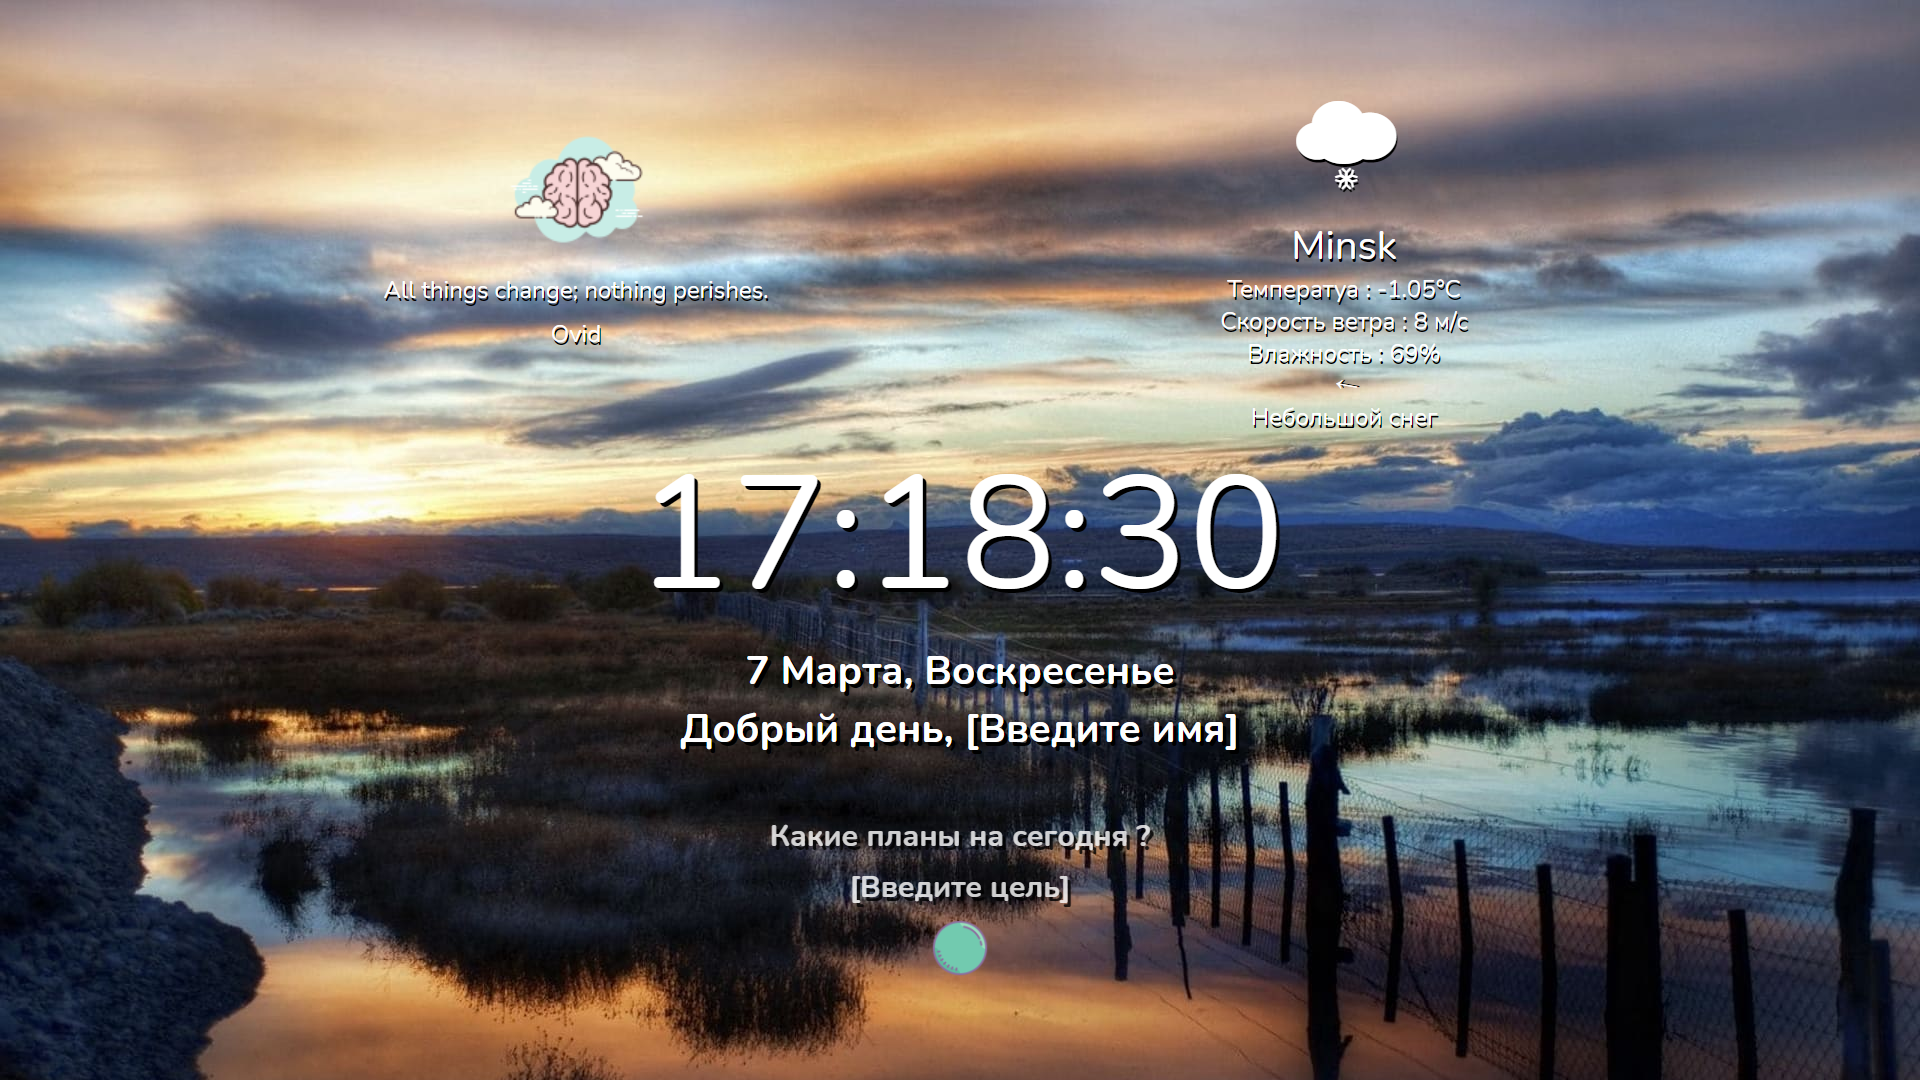 All things change; nothing perishes.
Ovid
Minsk
Температуа : -1.05°C
Скорость ветра : 8 м/с
Влажность : 69%
←
Небольшой снег
17:18:30
7 Марта, Воскресенье
Добрый день, [Введите имя]
Какие планы на сегодня ?
[Введите цель]